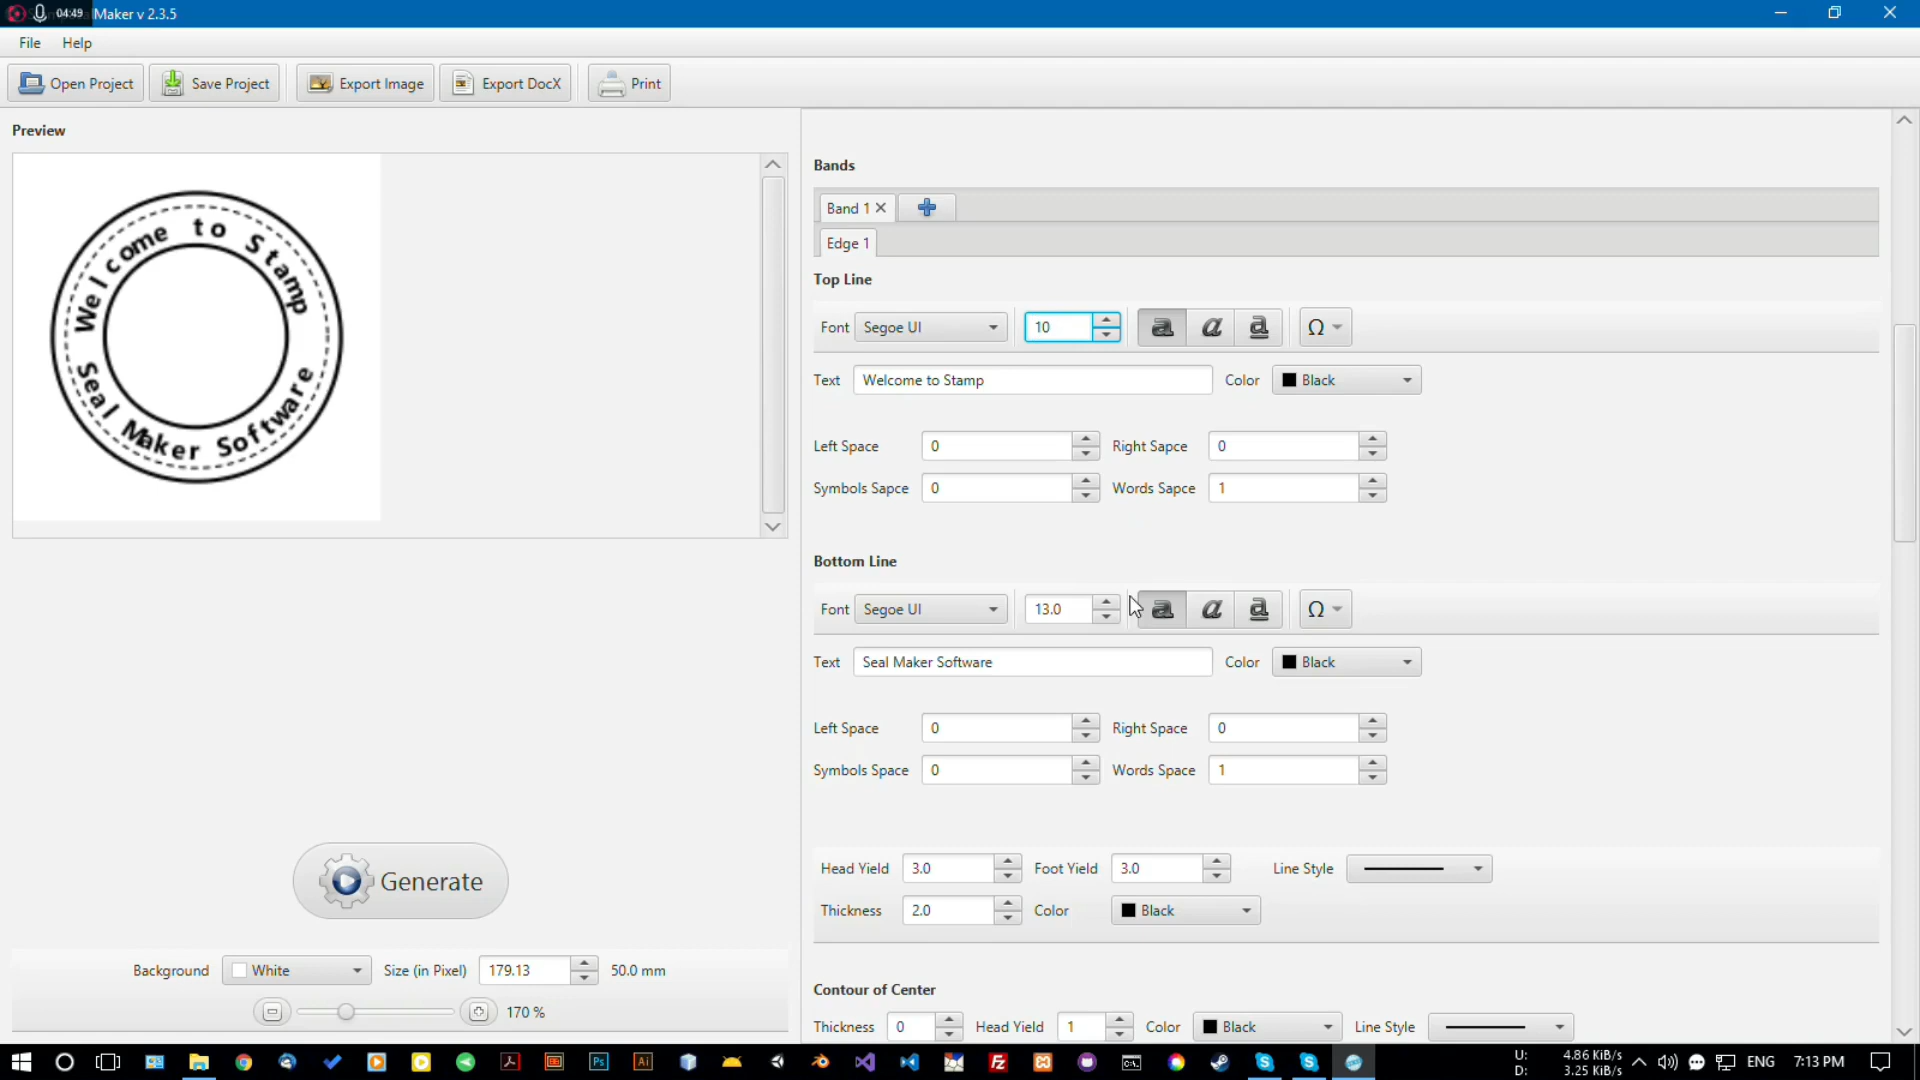 04:49 Maker v 2.3.5
File Help
Open Project Save Project Export Image Export DocX Print
Preview
Welcome to Stamp
Seal Maker Software
Generate
Background White Size (in Pixel) 179.13 50.0 mm
170 %
Bands
Band 1
Edge 1
Top Line
Font Segoe UI 10 a a a Ω
Text Welcome to Stamp Color Black
Left Space 0 Right Sapce 0
Symbols Sapce 0 Words Sapce 1
Bottom Line
Font Segoe UI 13.0 a a a Ω
Text Seal Maker Software Color Black
Left Space 0 Right Space 0
Symbols Space 0 Words Space 1
Head Yield 3.0 Foot Yield 3.0 Line Style
Thickness 2.0 Color Black
Contour of Center
Thickness 0 Head Yield 1 Color Black Line Style
Ps Ai Fz
U: 4.86 KiB/s
D: 3.25 KiB/s
ENG 7:13 PM